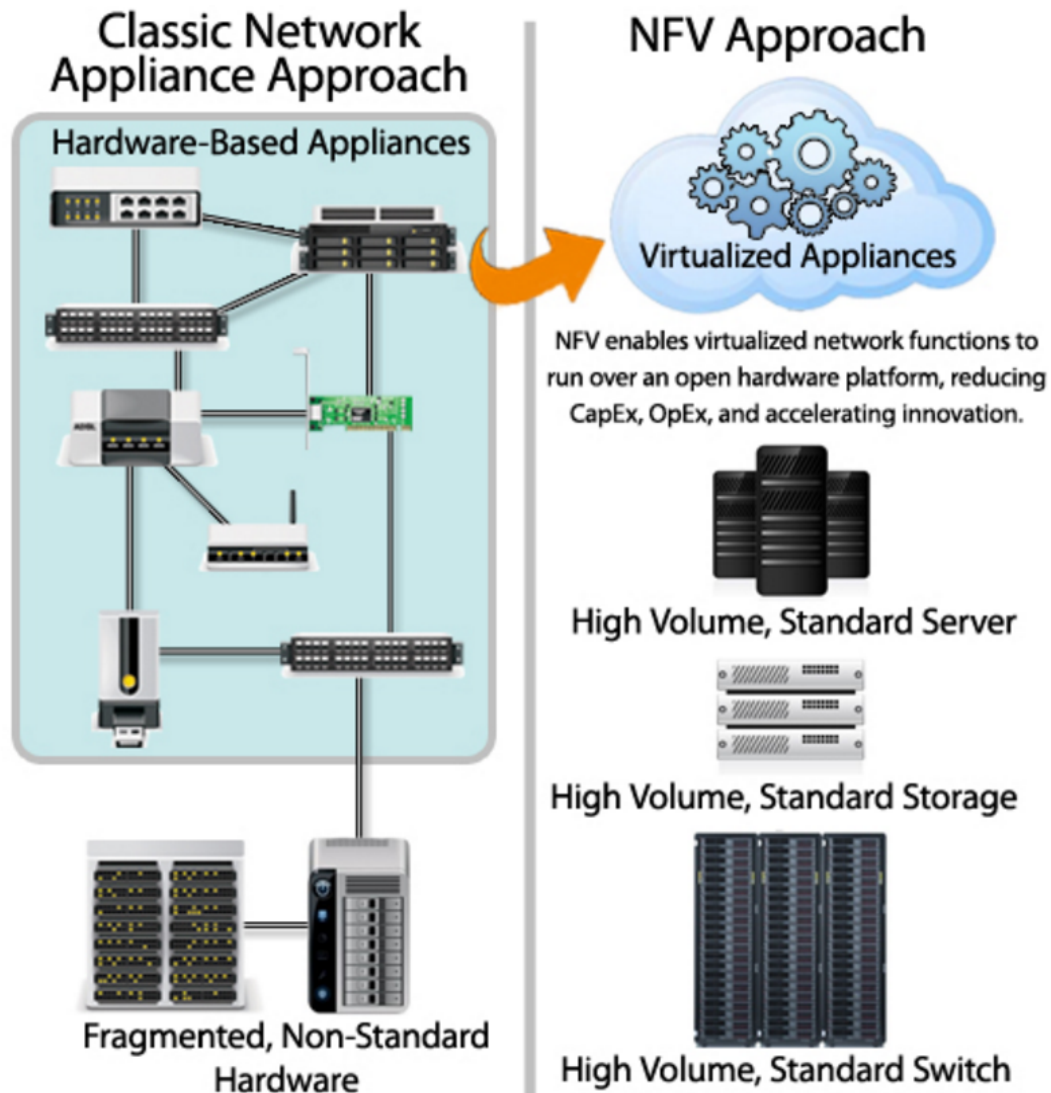 Classic Network
Appliance Approach
Hardware-Based Appliances
ADSL
Fragmented, Non-Standard
Hardware
NFV Approach
Virtualized Appliances
NFV enables virtualized network functions to
run over an open hardware platform, reducing
CapEx, OpEx, and accelerating innovation.
High Volume, Standard Server
High Volume, Standard Storage
High Volume, Standard Switch